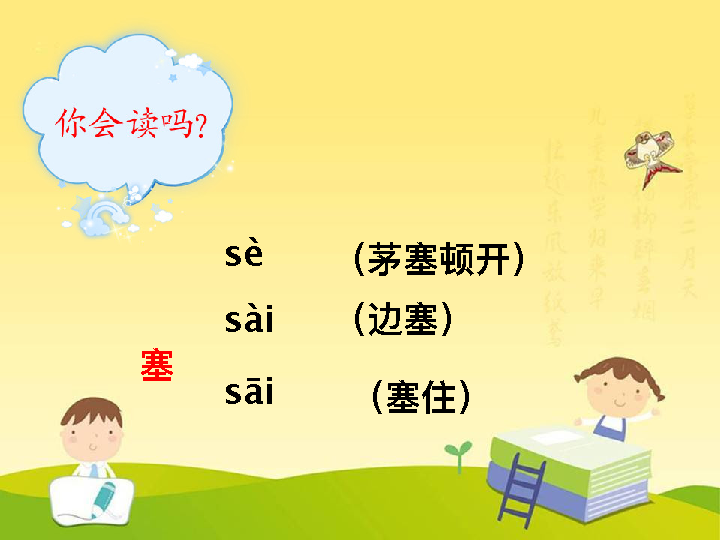 你会读吗?
sè (茅塞顿开)
sài (边塞)
塞
sāi (塞住)
草长莺飞二月天
拂堤杨柳醉春烟
儿童散学归来早
忙趁东风放纸鸢